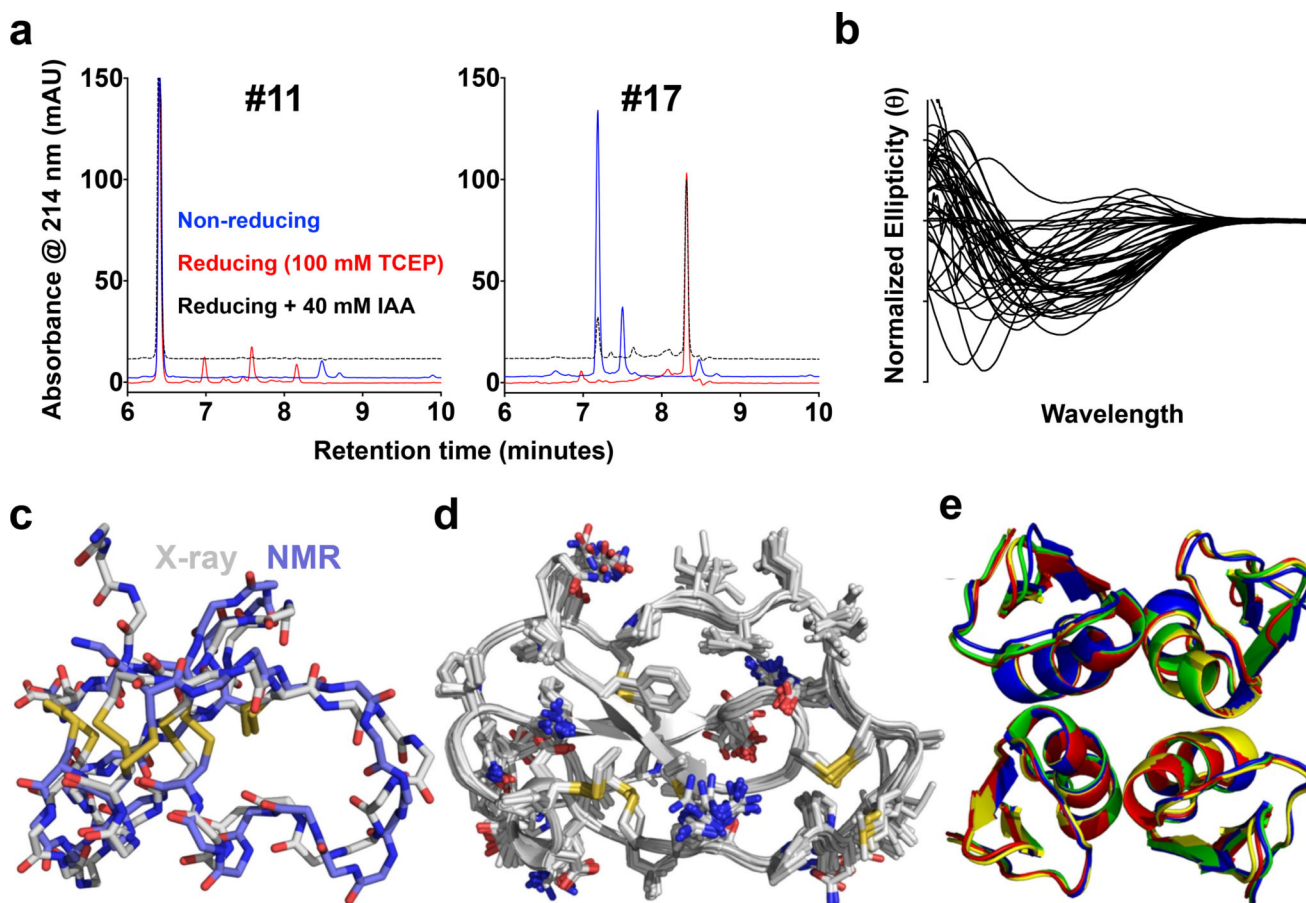 a
b
Absorbance @ 214 nm (mAU)
150
100
50
0
#11
Non-reducing
Reducing (100 mM TCEP)
Reducing + 40 mM IAA
6 7 8 9 10
150
100
50
0
#17
6 7 8 9 10
Retention time (minutes)
Normalized Ellipticity (θ)
Wavelength
c
X-ray NMR
d
e